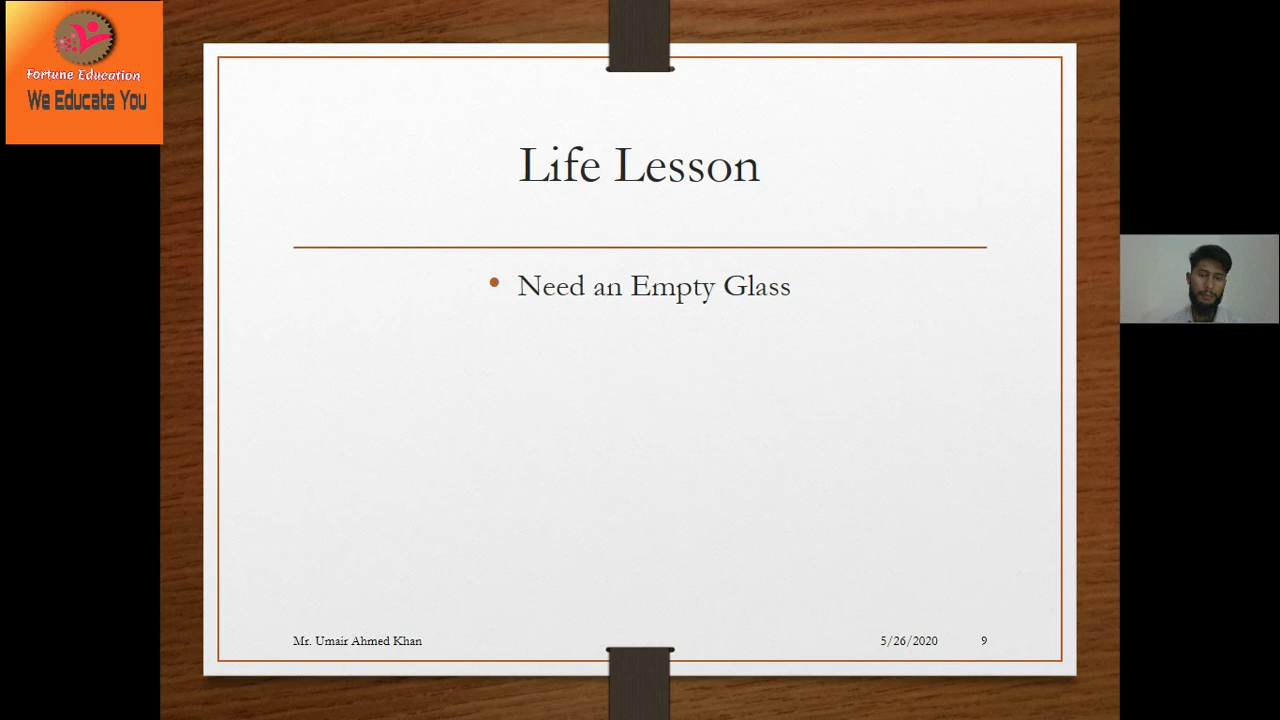 Fortune Education
We Educate You
Life Lesson
• Need an Empty Glass
Mr. Umair Ahmed Khan
5/26/2020
9